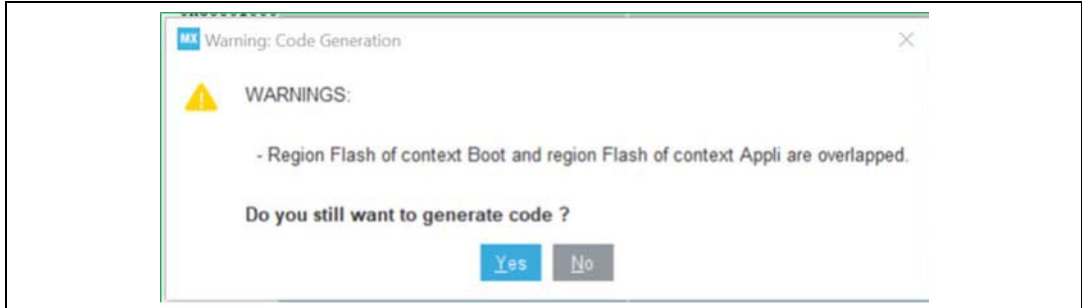 MX Warning: Code Generation
WARNINGS:
- Region Flash of context Boot and region Flash of context Appli are overlapped.
Do you still want to generate code ?
Yes No